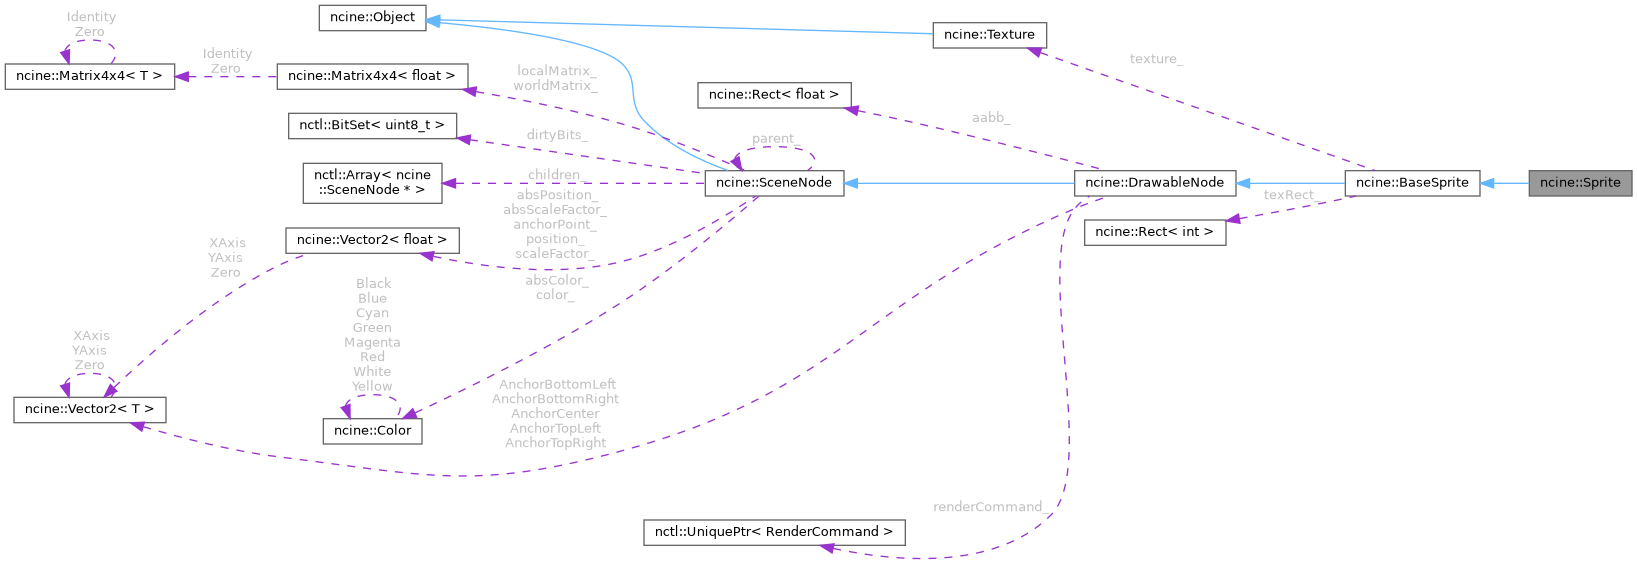 ncine::Object
Identity
Zero
ncine::Texture
Identity
Zero
ncine::Matrix4x4< T >
ncine::Matrix4x4< float >
localMatrix_
worldMatrix_
texture_
ncine::Rect< float >
aabb_
nctl::BitSet< uint8_t >
dirtyBits_
parent_
nctl::Array< ncine
::SceneNode * >
children_
ncine::SceneNode
ncine::DrawableNode
ncine::BaseSprite
ncine::Sprite
absPosition_
absScaleFactor_
anchorPoint_
position_
scaleFactor_
texRect_
ncine::Rect< int >
ncine::Vector2< float >
XAxis
YAxis
Zero
absColor_
color_
Black
Blue
Cyan
Green
Magenta
Red
White
Yellow
XAxis
YAxis
Zero
ncine::Vector2< T >
AnchorBottomLeft
AnchorBottomRight
AnchorCenter
AnchorTopLeft
AnchorTopRight
ncine::Color
renderCommand_
nctl::UniquePtr< RenderCommand >